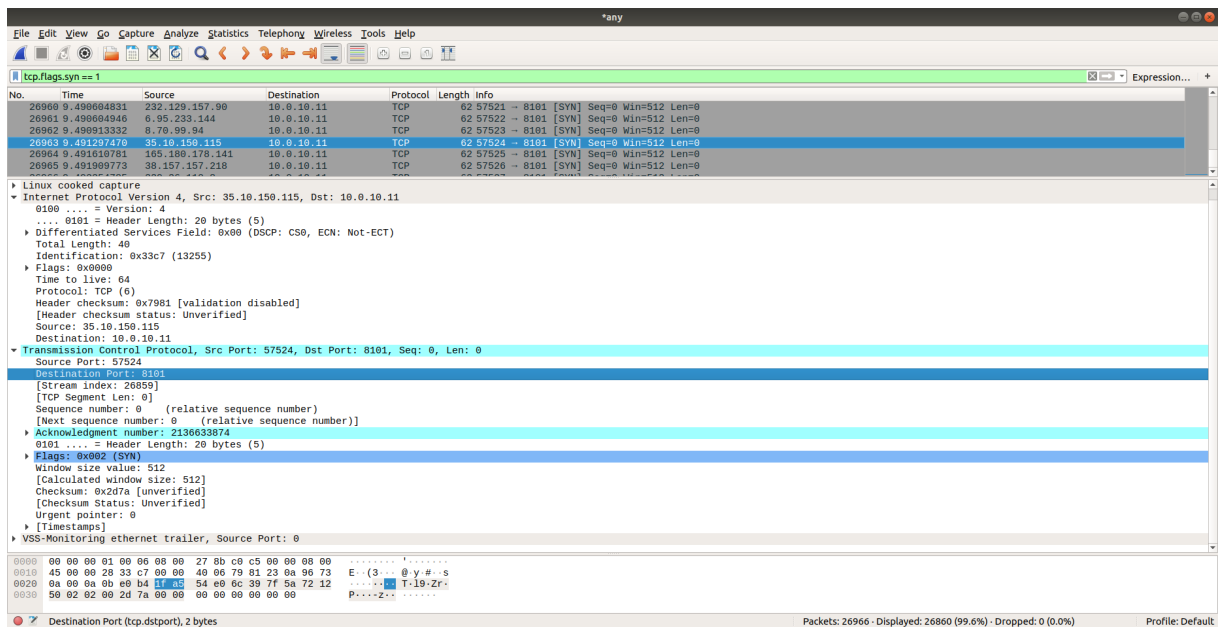 *any
File Edit View Go Capture Analyze Statistics Telephony Wireless Tools Help
tcp.flags.syn == 1
Expression... +
No. Time Source Destination Protocol Length Info
26960 9.490604831 232.129.157.90 10.0.10.11 TCP 62 57521 → 8101 [SYN] Seq=0 Win=512 Len=0
26961 9.490604946 6.95.233.144 10.0.10.11 TCP 62 57522 → 8101 [SYN] Seq=0 Win=512 Len=0
26962 9.490913332 8.70.99.94 10.0.10.11 TCP 62 57523 → 8101 [SYN] Seq=0 Win=512 Len=0
26963 9.491297470 35.10.150.115 10.0.10.11 TCP 62 57524 → 8101 [SYN] Seq=0 Win=512 Len=0
26964 9.491610781 165.180.178.141 10.0.10.11 TCP 62 57525 → 8101 [SYN] Seq=0 Win=512 Len=0
26965 9.491909773 38.157.157.218 10.0.10.11 TCP 62 57526 → 8101 [SYN] Seq=0 Win=512 Len=0
Linux cooked capture
Internet Protocol Version 4, Src: 35.10.150.115, Dst: 10.0.10.11
0100 .... = Version: 4
.... 0101 = Header Length: 20 bytes (5)
Differentiated Services Field: 0x00 (DSCP: CS0, ECN: Not-ECT)
Total Length: 40
Identification: 0x33c7 (13255)
Flags: 0x0000
Time to live: 64
Protocol: TCP (6)
Header checksum: 0x7981 [validation disabled]
[Header checksum status: Unverified]
Source: 35.10.150.115
Destination: 10.0.10.11
Transmission Control Protocol, Src Port: 57524, Dst Port: 8101, Seq: 0, Len: 0
Source Port: 57524
Destination Port: 8101
[Stream index: 26859]
[TCP Segment Len: 0]
Sequence number: 0 (relative sequence number)
[Next sequence number: 0 (relative sequence number)]
Acknowledgment number: 2136633874
0101 .... = Header Length: 20 bytes (5)
Flags: 0x002 (SYN)
Window size value: 512
[Calculated window size: 512]
Checksum: 0x2d7a [unverified]
[Checksum Status: Unverified]
Urgent pointer: 0
[Timestamps]
VSS-Monitoring ethernet trailer, Source Port: 0
0000 00 00 00 01 00 06 08 00 27 8b c0 c5 00 00 08 00 ········ '·······
0010 45 00 00 28 33 c7 00 00 40 06 79 81 23 0a 96 73 E··(3··· @·y·#··s
0020 0a 00 0a 0b e0 b4 1f a5 54 e0 6c 39 7f 5a 72 12 ········ T·l9·Zr·
0030 50 02 02 00 2d 7a 00 00 00 00 00 00 00 00 P···-z·· ······
Destination Port (tcp.dstport), 2 bytes
Packets: 26966 · Displayed: 26860 (99.6%) · Dropped: 0 (0.0%)
Profile: Default